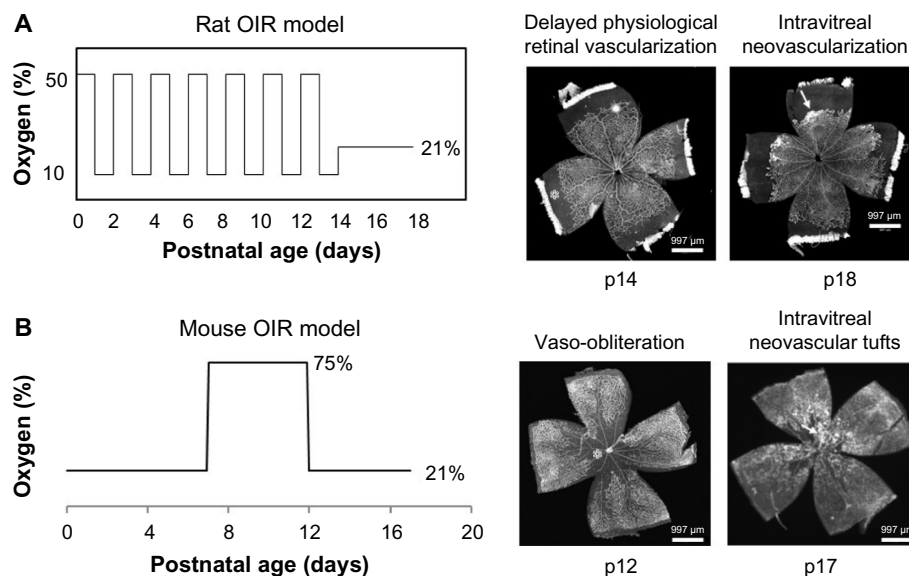 A
Rat OIR model
Oxygen (%)
50
10
21%
0 2 4 6 8 10 12 14 16 18
Postnatal age (days)
Delayed physiological
retinal vascularization
997 µm
p14
Intravitreal
neovascularization
997 µm
p18
B
Mouse OIR model
Oxygen (%)
75%
21%
0 4 8 12 16 20
Postnatal age (days)
Vaso-obliteration
997 µm
p12
Intravitreal
neovascular tufts
997 µm
p17